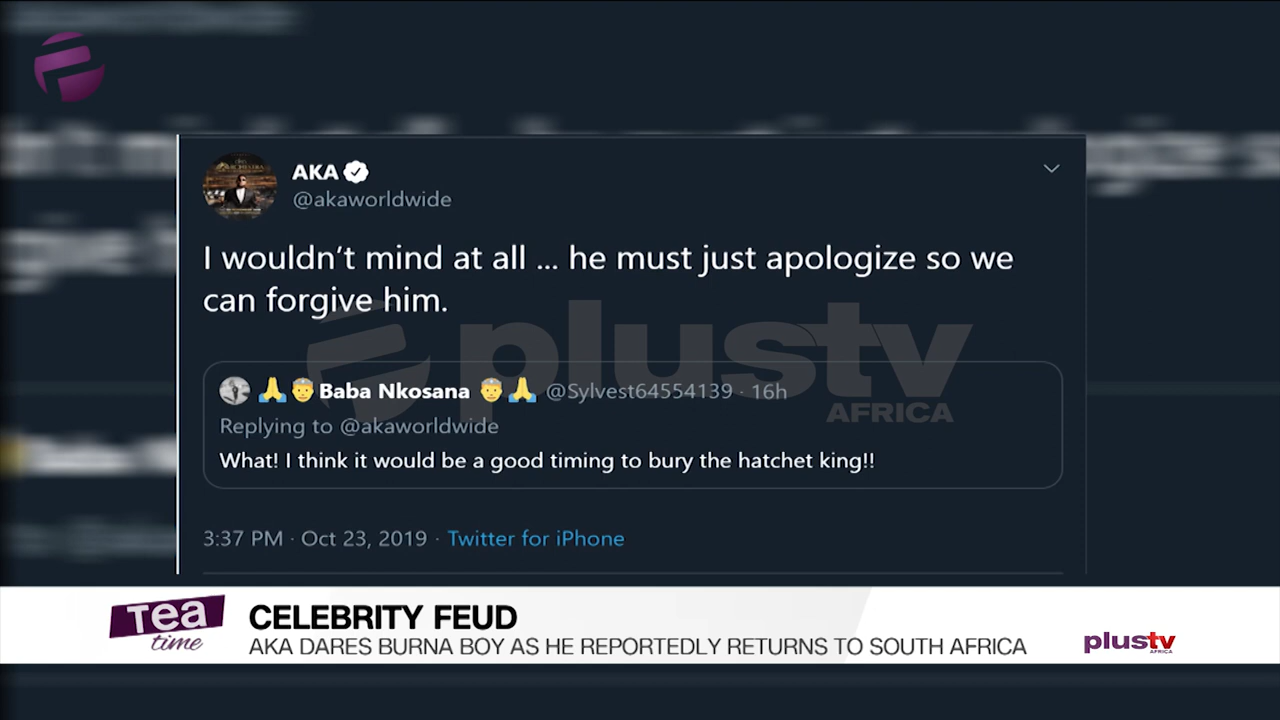 AKA
@akaworldwide
I wouldn't mind at all ... he must just apologize so we
can forgive him.
plustv
AFRICA
🙏👳Baba Nkosana 👳🙏 @Sylvest64554139 · 16h
Replying to @akaworldwide
What! I think it would be a good timing to bury the hatchet king!!
3:37 PM · Oct 23, 2019 · Twitter for iPhone
Tea
time
CELEBRITY FEUD
AKA DARES BURNA BOY AS HE REPORTEDLY RETURNS TO SOUTH AFRICA
plustv
AFRICA